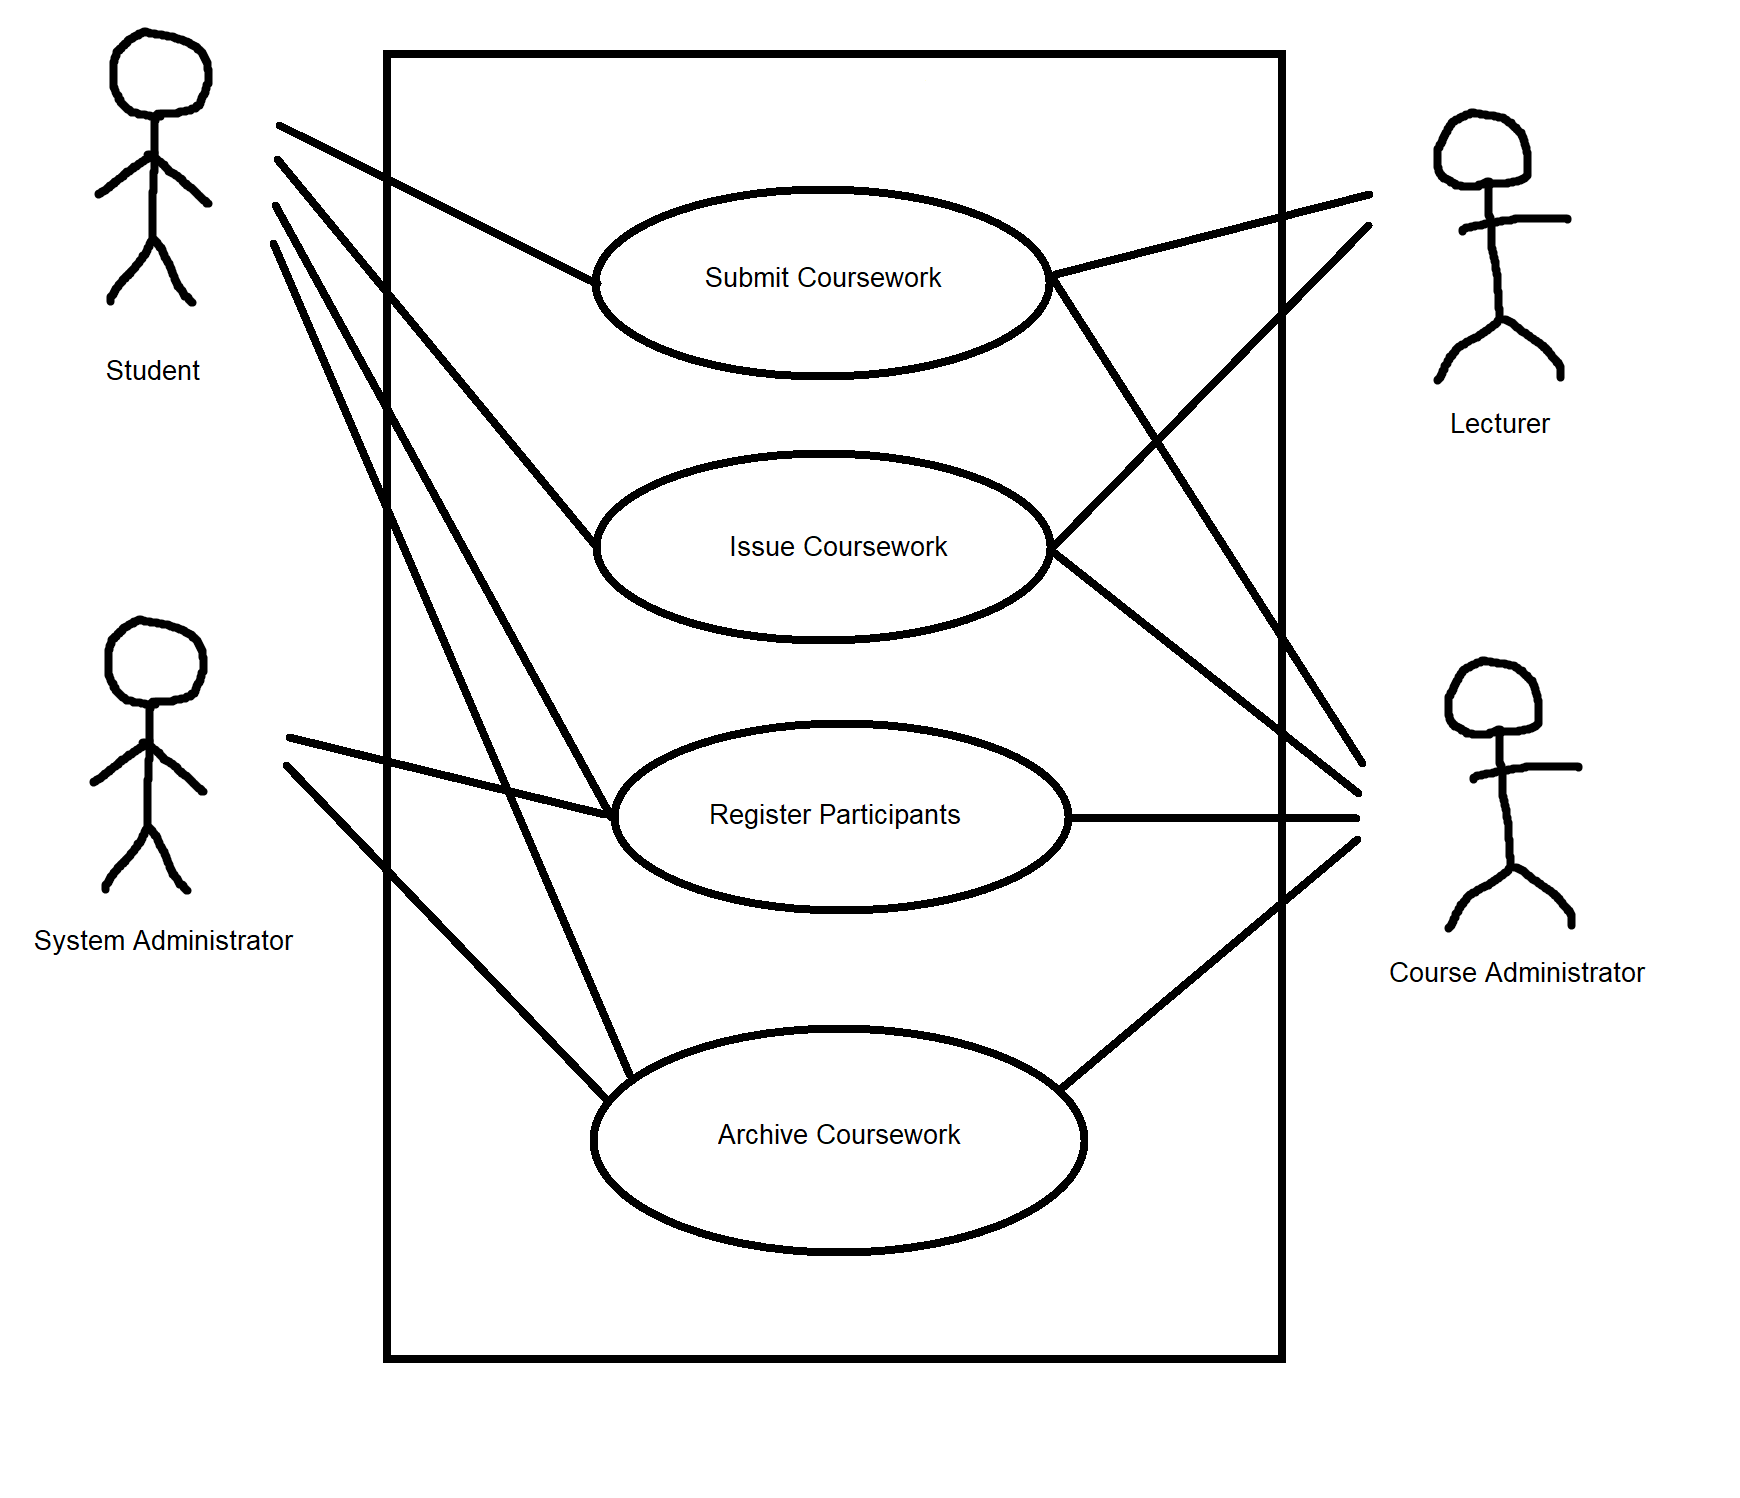 Submit Coursework
Student
Lecturer
Issue Coursework
Register Participants
System Administrator
Course Administrator
Archive Coursework